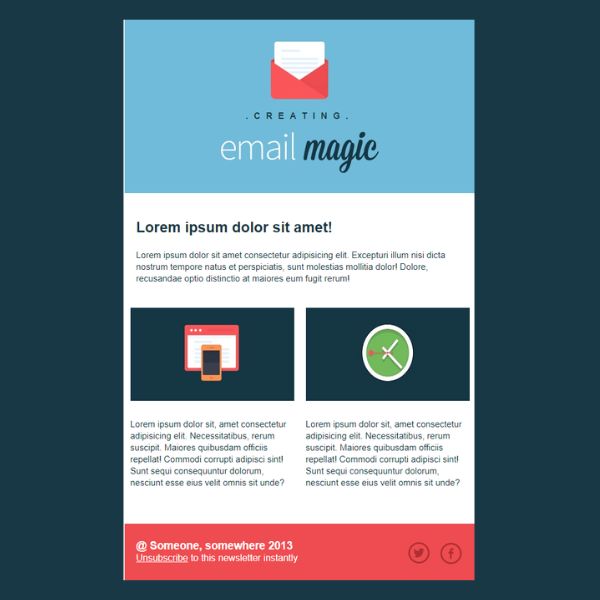 .CREATING.
email magic
Lorem ipsum dolor sit amet!
Lorem ipsum dolor sit amet consectetur adipisicing elit. Excepturi illum nisi dicta
nostrum tempore natus et perspiciatis, sunt molestias mollitia dolor! Dolore,
recusandae optio distinctio at maiores eum fugit rerum!
Lorem ipsum dolor sit amet, consectetur
adipisicing elit. Necessitatibus, rerum
suscipit. Maiores quibusdam officiis
repellat! Commodi corrupti adipisci sint!
Sunt sequi consequuntur dolorum,
nesciunt esse eius velit omnis sit unde?
Lorem ipsum dolor sit amet, consectetur
adipisicing elit. Necessitatibus, rerum
suscipit. Maiores quibusdam officiis
repellat! Commodi corrupti adipisci sint!
Sunt sequi consequuntur dolorum,
nesciunt esse eius velit omnis sit unde?
@ Someone, somewhere 2013
Unsubscribe to this newsletter instantly